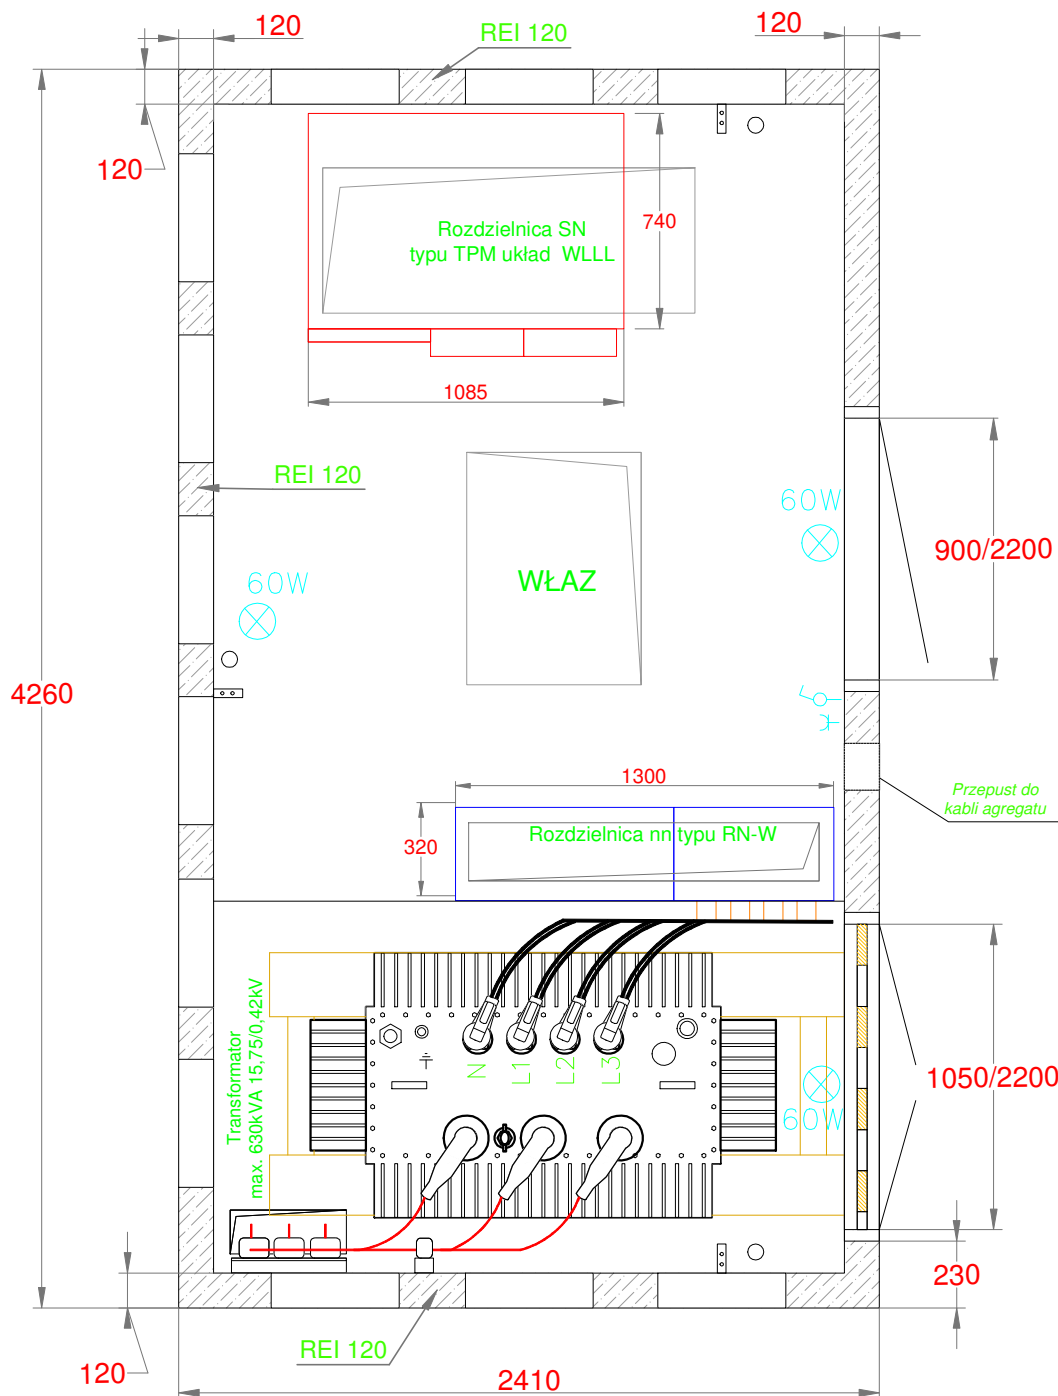 120
REI 120
120
120
740
Rozdzielnica SN
typu TPM układ WLLL
1085
REI 120
60W
900/2200
60W
WŁAZ
4260
1300
Przepust do
kabli agregatu
320
Rozdzielnica nn typu RN-W
Transformator
max. 630kVA 15,75/0,42kV
N
L1
L2
L3
1050/2200
60W
230
REI 120
120
2410